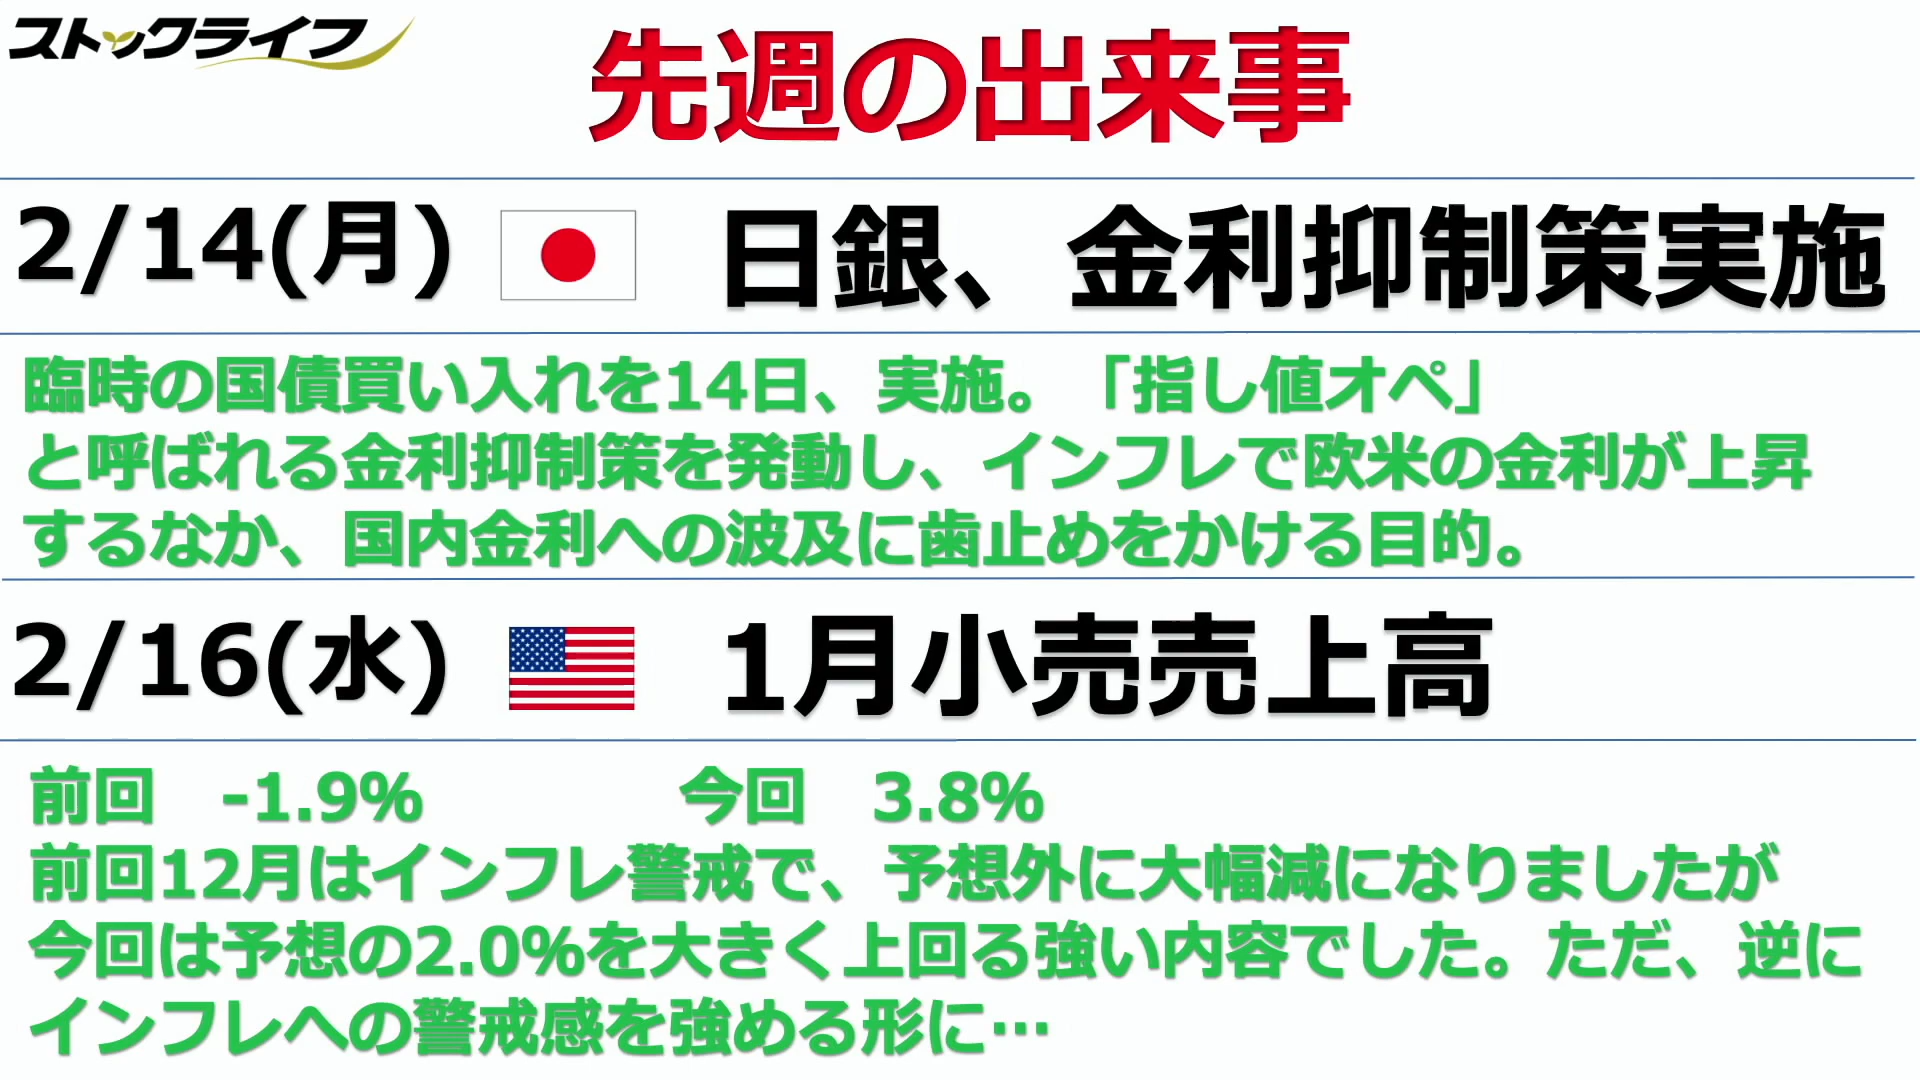 ストックライフ
先週の出来事
2/14(月) 日銀、金利抑制策実施
臨時の国債買い入れを14日、実施。「指し値オペ」
と呼ばれる金利抑制策を発動し、インフレで欧米の金利が上昇
するなか、国内金利への波及に歯止めをかける目的。
2/16(水) 1月小売売上高
前回　-1.9%　　　　今回　3.8%
前回12月はインフレ警戒で、予想外に大幅減になりましたが
今回は予想の2.0%を大きく上回る強い内容でした。ただ、逆に
インフレへの警戒感を強める形に…